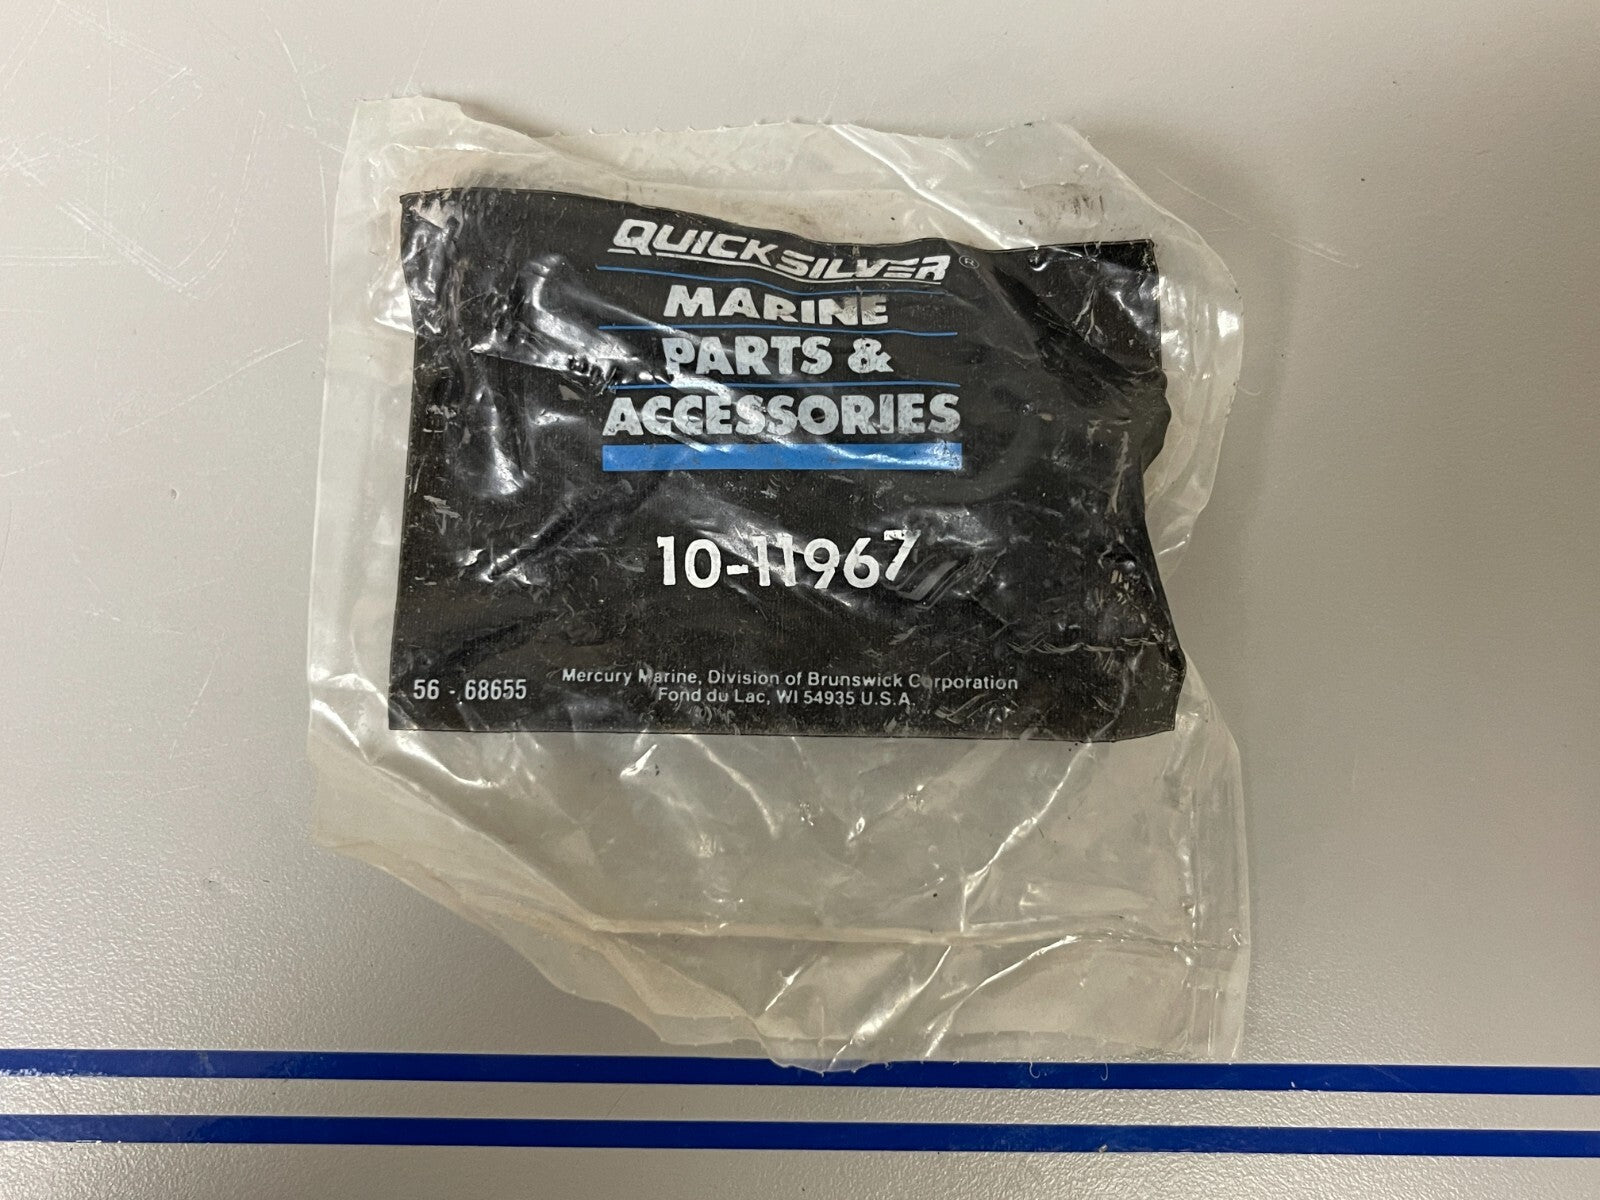 QUICKSILVER®
MARINE
PARTS &
ACCESSORIES
10-11967
56 - 68655
Mercury Marine, Division of Brunswick Corporation
Fond du Lac, WI 54935 U.S.A.